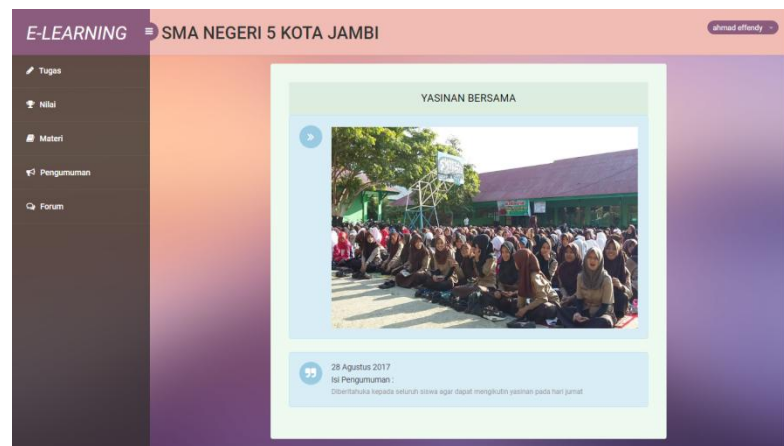 E-LEARNING
SMA NEGERI 5 KOTA JAMBI
ahmad effendy
Tugas
Nilai
Materi
Pengumuman
Forum
YASINAN BERSAMA
28 Agustus 2017
Isi Pengumuman :
Diberitahuka kepada seluruh siswa agar dapat mengikutin yasinan pada hari jumat